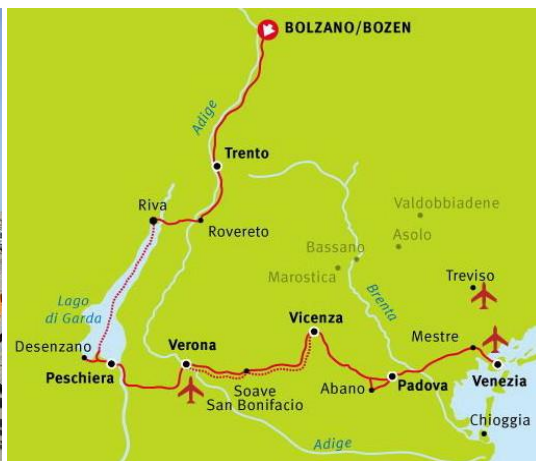 BOLZANO/BOZEN
Adige
Trento
Valdobbiadene
Riva
Rovereto
Asolo
Bassano
Marostica
Treviso
Lago
di Garda
Brenta
Vicenza
Mestre
Desenzano
Verona
Peschiera
Soave
San Bonifacio
Abano
Padova
Venezia
Chioggia
Adige